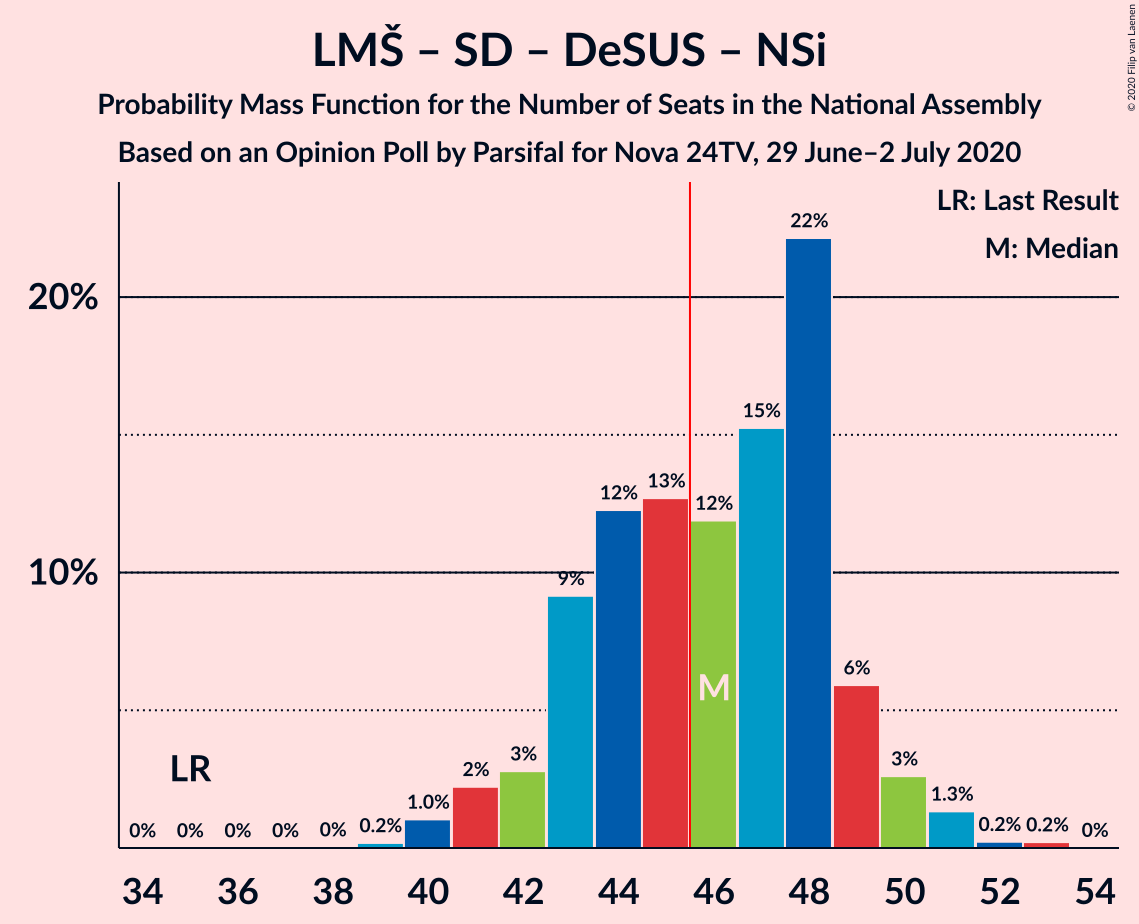 LMŠ – SD – DeSUS – NSi
Probability Mass Function for the Number of Seats in the National Assembly
Based on an Opinion Poll by Parsifal for Nova 24TV, 29 June–2 July 2020
© 2020 Filip van Laenen
LR: Last Result
M: Median
20%
10%
LR
M
0% 0% 0% 0% 0% 0.2% 1.0% 2% 3% 9% 12% 13% 12% 15% 22% 6% 3% 1.3% 0.2% 0.2% 0%
34 36 38 40 42 44 46 48 50 52 54